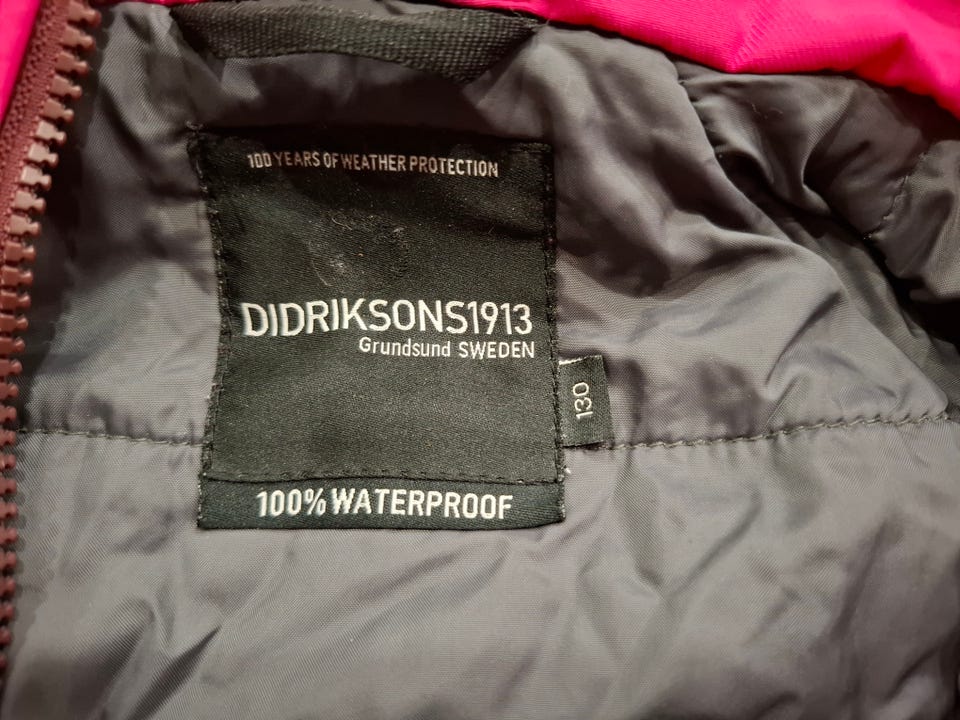 100 YEARS OF WEATHER PROTECTION
DIDRIKSONS1913
Grundsund SWEDEN
130
100% WATERPROOF